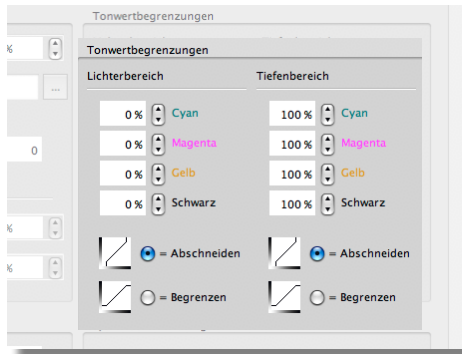 Tonwertbegrenzungen
%
Tonwertbegrenzungen
Lichterbereich Tiefenbereich
...
0 % Cyan 100 % Cyan
0 % Magenta 100 % Magenta
0
0 % Gelb 100 % Gelb
0 % Schwarz 100 % Schwarz
%
= Abschneiden = Abschneiden
%
= Begrenzen = Begrenzen